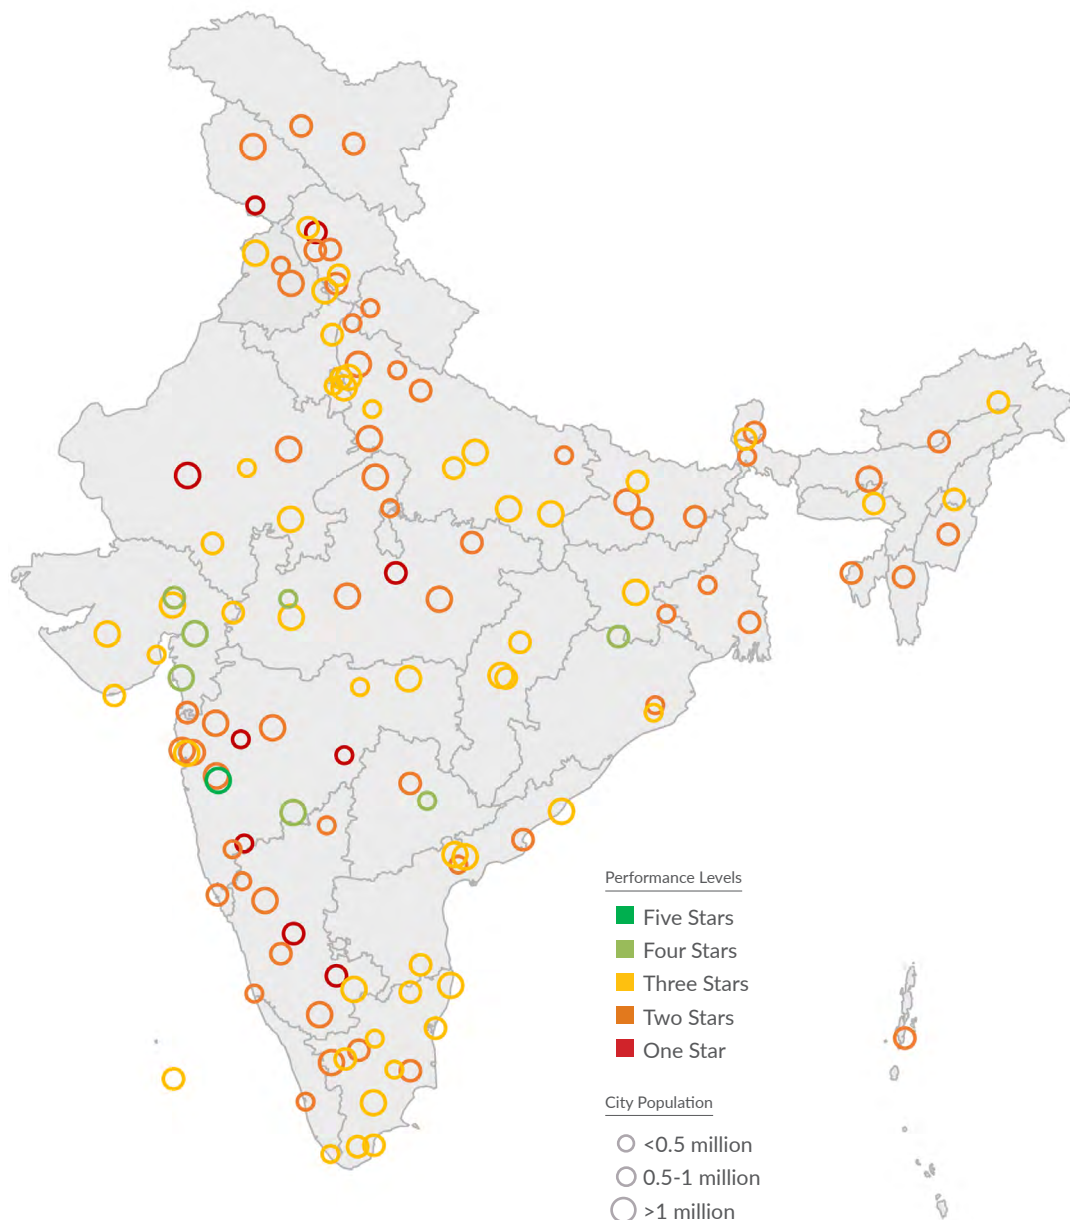 Performance Levels
Five Stars
Four Stars
Three Stars
Two Stars
One Star
City Population
<0.5 million
0.5-1 million
>1 million